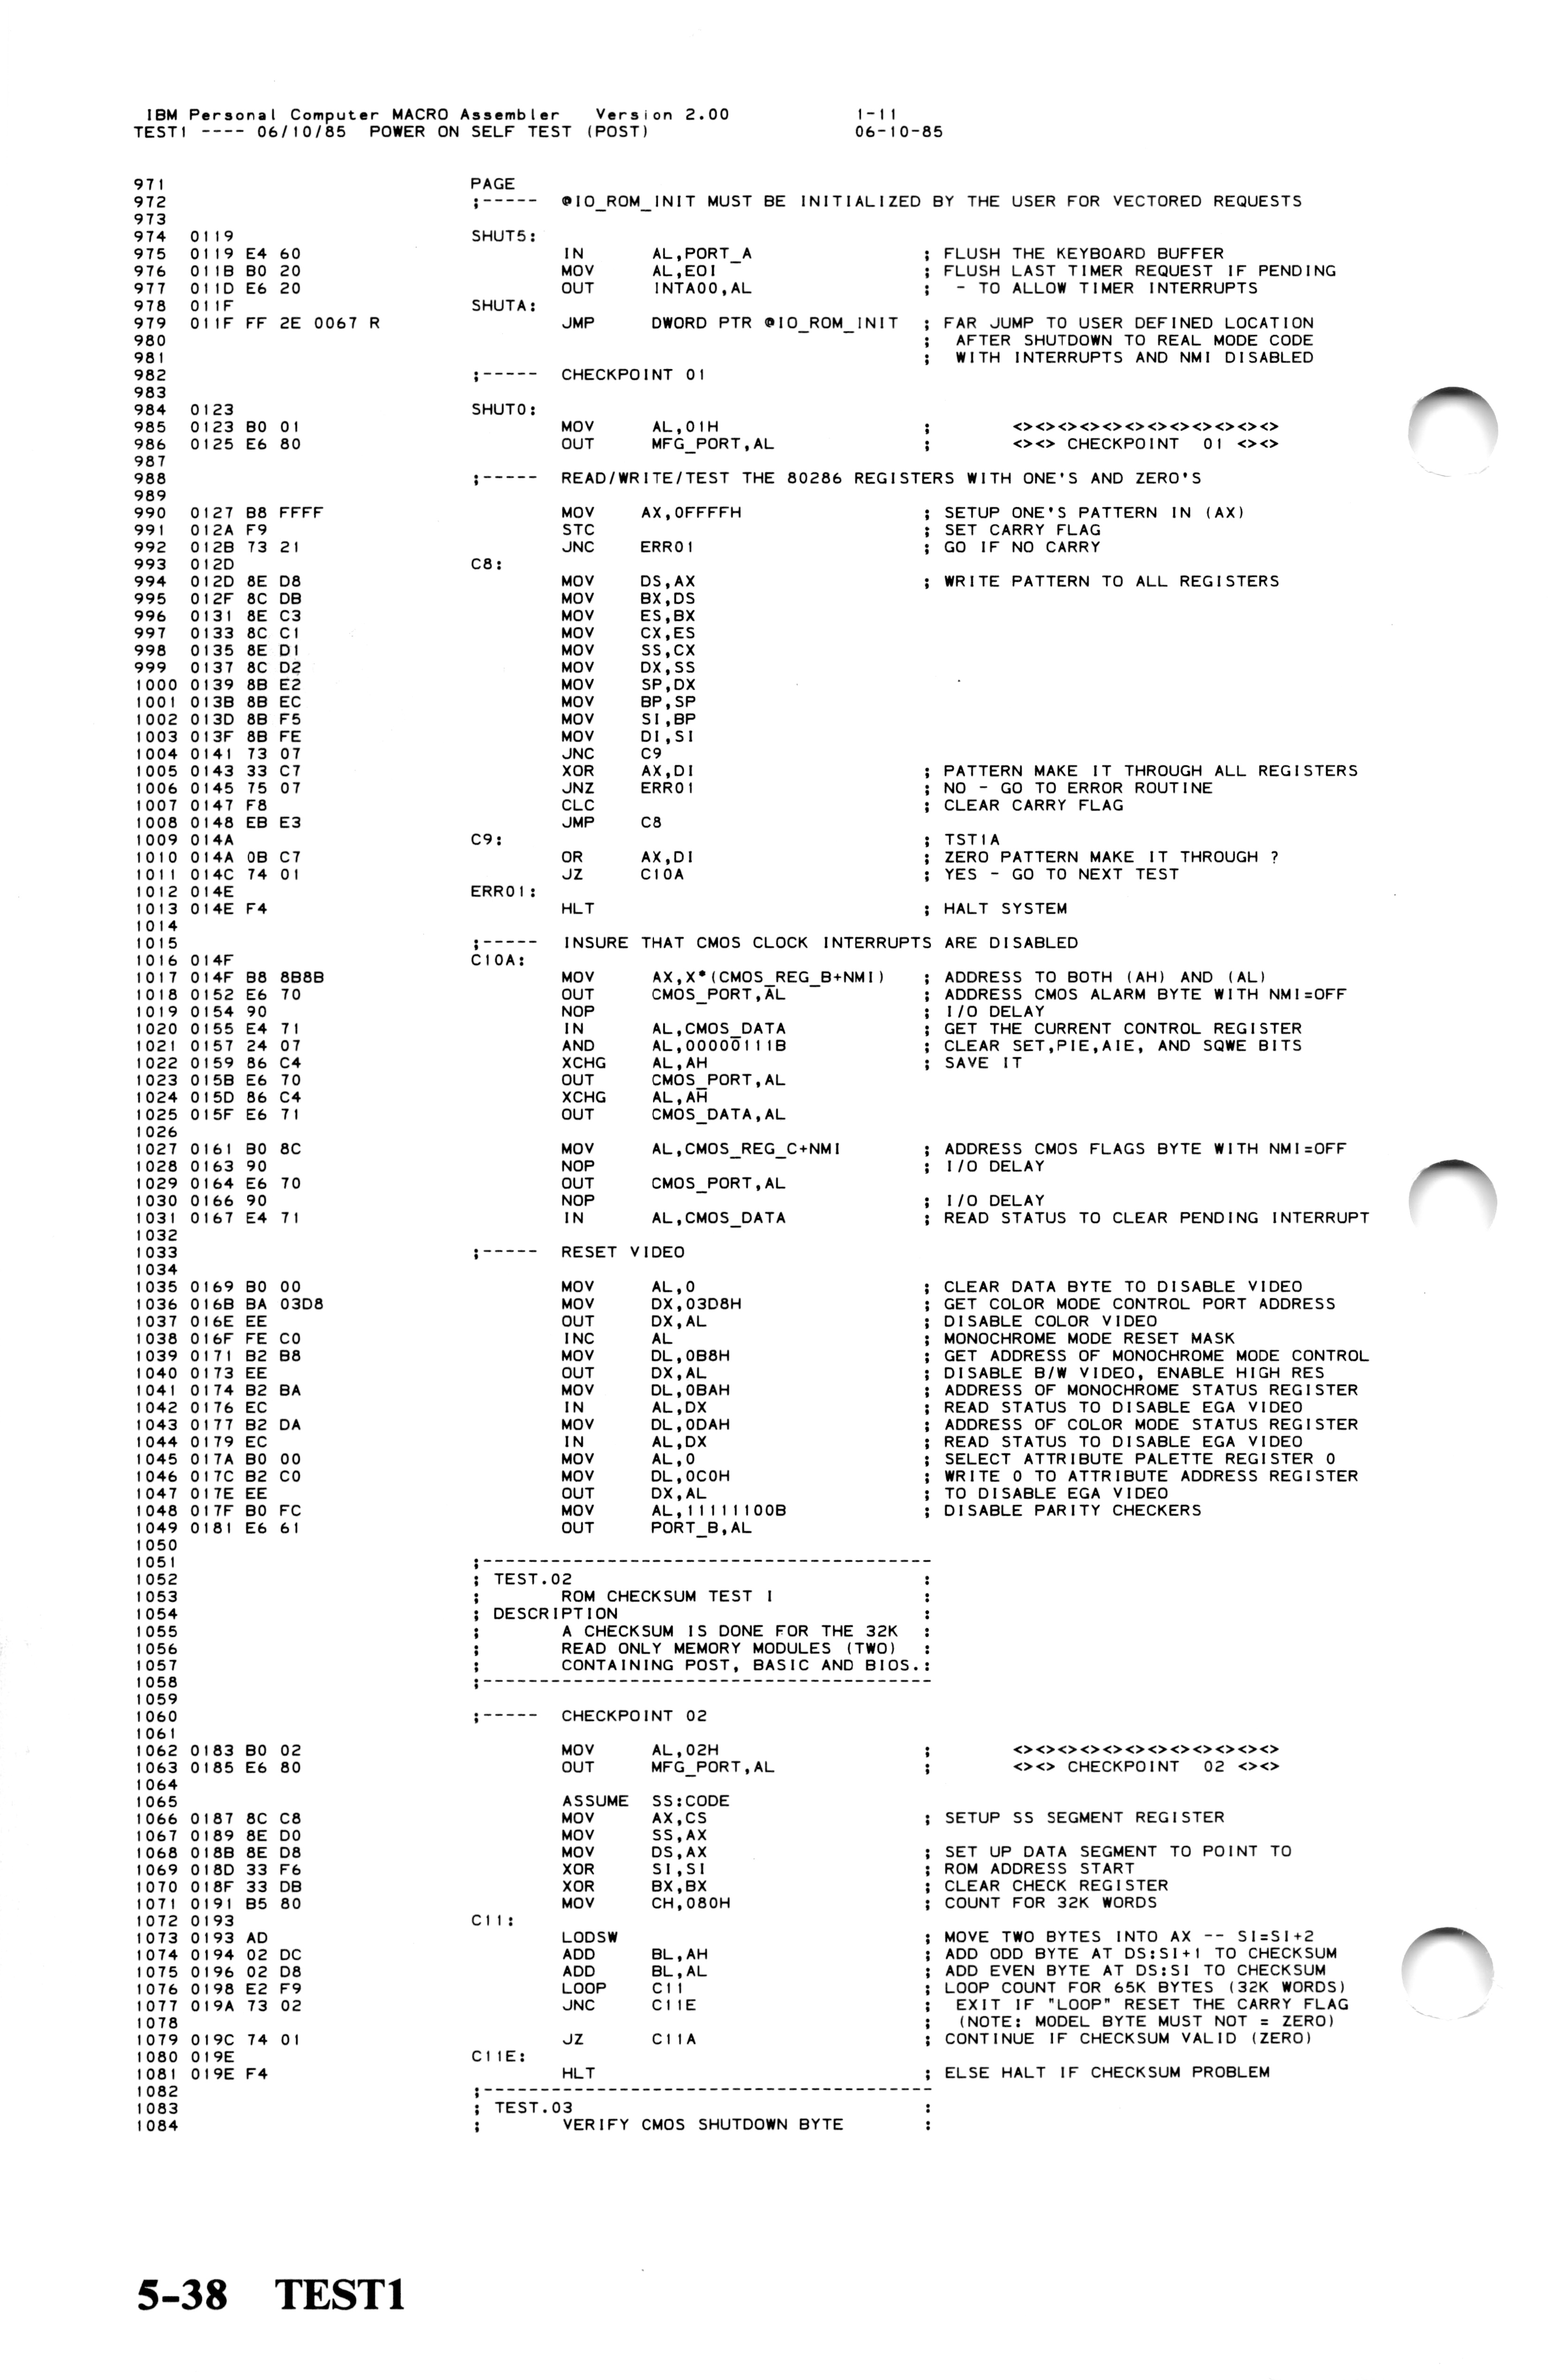 IBM Personal Computer MACRO Assembler   Version 2.00             1-11
TEST1 ---- 06/10/85  POWER ON SELF TEST (POST)                  06-10-85
971                           PAGE
972                           ;-----  @IO_ROM_INIT MUST BE INITIALIZED BY THE USER FOR VECTORED REQUESTS
973
974  0119                     SHUT5:
975  0119 E4 60                       IN      AL,PORT_A               ; FLUSH THE KEYBOARD BUFFER
976  011B B0 20                       MOV     AL,EOI                  ; FLUSH LAST TIMER REQUEST IF PENDING
977  011D E6 20                       OUT     INTA00,AL               ;  - TO ALLOW TIMER INTERRUPTS
978  011F                     SHUTA:
979  011F FF 2E 0067 R                JMP     DWORD PTR @IO_ROM_INIT  ; FAR JUMP TO USER DEFINED LOCATION
980                                                                   ;  AFTER SHUTDOWN TO REAL MODE CODE
981                                                                   ;  WITH INTERRUPTS AND NMI DISABLED
982                           ;-----  CHECKPOINT 01
983
984  0123                     SHUT0:
985  0123 B0 01                       MOV     AL,01H                  ;       <><><><><><><><><><><><>
986  0125 E6 80                       OUT     MFG_PORT,AL             ;       <><> CHECKPOINT  01 <><>
987
988                           ;-----  READ/WRITE/TEST THE 80286 REGISTERS WITH ONE'S AND ZERO'S
989
990  0127 B8 FFFF                     MOV    AX,0FFFFH                ; SETUP ONE'S PATTERN IN (AX)
991  012A F9                          STC                             ; SET CARRY FLAG
992  012B 73 21                       JNC    ERR01                    ; GO IF NO CARRY
993  012D                     C8:
994  012D 8E D8                       MOV    DS,AX                    ; WRITE PATTERN TO ALL REGISTERS
995  012F 8C DB                       MOV    BX,DS
996  0131 8E C3                       MOV    ES,BX
997  0133 8C C1                       MOV    CX,ES
998  0135 8E D1                       MOV    SS,CX
999  0137 8C D2                       MOV    DX,SS
1000 0139 8B E2                       MOV    SP,DX
1001 013B 8B EC                       MOV    BP,SP
1002 013D 8B F5                       MOV    SI,BP
1003 013F 8B FE                       MOV    DI,SI
1004 0141 73 07                       JNC    C9
1005 0143 33 C7                       XOR    AX,DI                    ; PATTERN MAKE IT THROUGH ALL REGISTERS
1006 0145 75 07                       JNZ    ERR01                    ; NO - GO TO ERROR ROUTINE
1007 0147 F8                          CLC                             ; CLEAR CARRY FLAG
1008 0148 EB E3                       JMP    C8
1009 014A                     C9:                                     ; TST1A
1010 014A 0B C7                       OR     AX,DI                    ; ZERO PATTERN MAKE IT THROUGH ?
1011 014C 74 01                       JZ     C10A                     ; YES - GO TO NEXT TEST
1012 014E                     ERR01:
1013 014E F4                          HLT                             ; HALT SYSTEM
1014
1015                          ;-----  INSURE THAT CMOS CLOCK INTERRUPTS ARE DISABLED
1016 014F                     C10A:
1017 014F B8 8B8B                     MOV     AX,X*(CMOS_REG_B+NMI)   ; ADDRESS TO BOTH (AH) AND (AL)
1018 0152 E6 70                       OUT     CMOS_PORT,AL            ; ADDRESS CMOS ALARM BYTE WITH NMI=OFF
1019 0154 90                          NOP                             ; I/O DELAY
1020 0155 E4 71                       IN      AL,CMOS_DATA            ; GET THE CURRENT CONTROL REGISTER
1021 0157 24 07                       AND     AL,00000111B            ; CLEAR SET,PIE,AIE, AND SQWE BITS
1022 0159 86 C4                       XCHG    AL,AH                   ; SAVE IT
1023 015B E6 70                       OUT     CMOS_PORT,AL
1024 015D 86 C4                       XCHG    AL,AH
1025 015F E6 71                       OUT     CMOS_DATA,AL
1026
1027 0161 B0 8C                       MOV     AL,CMOS_REG_C+NMI       ; ADDRESS CMOS FLAGS BYTE WITH NMI=OFF
1028 0163 90                          NOP                             ; I/O DELAY
1029 0164 E6 70                       OUT     CMOS_PORT,AL
1030 0166 90                          NOP                             ; I/O DELAY
1031 0167 E4 71                       IN      AL,CMOS_DATA            ; READ STATUS TO CLEAR PENDING INTERRUPT
1032
1033                          ;-----  RESET VIDEO
1034
1035 0169 B0 00                       MOV     AL,0                    ; CLEAR DATA BYTE TO DISABLE VIDEO
1036 016B BA 03D8                     MOV     DX,03D8H                ; GET COLOR MODE CONTROL PORT ADDRESS
1037 016E EE                          OUT     DX,AL                   ; DISABLE COLOR VIDEO
1038 016F FE C0                       INC     AL                      ; MONOCHROME MODE RESET MASK
1039 0171 B2 B8                       MOV     DL,0B8H                 ; GET ADDRESS OF MONOCHROME MODE CONTROL
1040 0173 EE                          OUT     DX,AL                   ; DISABLE B/W VIDEO, ENABLE HIGH RES
1041 0174 B2 BA                       MOV     DL,0BAH                 ; ADDRESS OF MONOCHROME STATUS REGISTER
1042 0176 EC                          IN      AL,DX                   ; READ STATUS TO DISABLE EGA VIDEO
1043 0177 B2 DA                       MOV     DL,0DAH                 ; ADDRESS OF COLOR MODE STATUS REGISTER
1044 0179 EC                          IN      AL,DX                   ; READ STATUS TO DISABLE EGA VIDEO
1045 017A B0 00                       MOV     AL,0                    ; SELECT ATTRIBUTE PALETTE REGISTER 0
1046 017C B2 C0                       MOV     DL,0C0H                 ; WRITE 0 TO ATTRIBUTE ADDRESS REGISTER
1047 017E EE                          OUT     DX,AL                   ; TO DISABLE EGA VIDEO
1048 017F B0 FC                       MOV     AL,11111100B            ; DISABLE PARITY CHECKERS
1049 0181 E6 61                       OUT     PORT_B,AL
1050
1051                          ;----------------------------------------
1052                          ; TEST.02                               :
1053                          ;       ROM CHECKSUM TEST I             :
1054                          ; DESCRIPTION                           :
1055                          ;       A CHECKSUM IS DONE FOR THE 32K  :
1056                          ;       READ ONLY MEMORY MODULES (TWO)  :
1057                          ;       CONTAINING POST, BASIC AND BIOS.:
1058                          ;----------------------------------------
1059
1060                          ;-----  CHECKPOINT 02
1061
1062 0183 B0 02                       MOV     AL,02H                  ;       <><><><><><><><><><><><>
1063 0185 E6 80                       OUT     MFG_PORT,AL             ;       <><> CHECKPOINT  02 <><>
1064
1065                                  ASSUME  SS:CODE
1066 0187 8C C8                       MOV     AX,CS                   ; SETUP SS SEGMENT REGISTER
1067 0189 8E D0                       MOV     SS,AX
1068 018B 8E D8                       MOV     DS,AX                   ; SET UP DATA SEGMENT TO POINT TO
1069 018D 33 F6                       XOR     SI,SI                   ; ROM ADDRESS START
1070 018F 33 DB                       XOR     BX,BX                   ; CLEAR CHECK REGISTER
1071 0191 B5 80                       MOV     CH,080H                 ; COUNT FOR 32K WORDS
1072 0193                     C11:
1073 0193 AD                          LODSW                           ; MOVE TWO BYTES INTO AX -- SI=SI+2
1074 0194 02 DC                       ADD     BL,AH                   ; ADD ODD BYTE AT DS:SI+1 TO CHECKSUM
1075 0196 02 D8                       ADD     BL,AL                   ; ADD EVEN BYTE AT DS:SI TO CHECKSUM
1076 0198 E2 F9                       LOOP    C11                     ; LOOP COUNT FOR 65K BYTES (32K WORDS)
1077 019A 73 02                       JNC     C11E                    ;  EXIT IF "LOOP" RESET THE CARRY FLAG
1078                                                                  ;  (NOTE: MODEL BYTE MUST NOT = ZERO)
1079 019C 74 01                       JZ      C11A                    ; CONTINUE IF CHECKSUM VALID (ZERO)
1080 019E                     C11E:
1081 019E F4                          HLT                             ; ELSE HALT IF CHECKSUM PROBLEM
1082                          ;----------------------------------------
1083                          ; TEST.03                               :
1084                          ;       VERIFY CMOS SHUTDOWN BYTE       :
5-38   TEST1